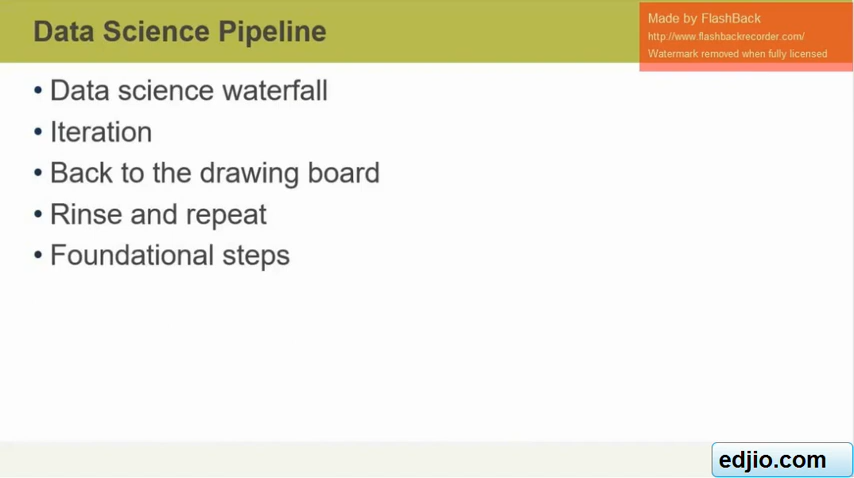 Data Science Pipeline
Made by FlashBack
http://www.flashbackrecorder.com/
Watermark removed when fully licensed
• Data science waterfall
• Iteration
• Back to the drawing board
• Rinse and repeat
• Foundational steps
edjio.com